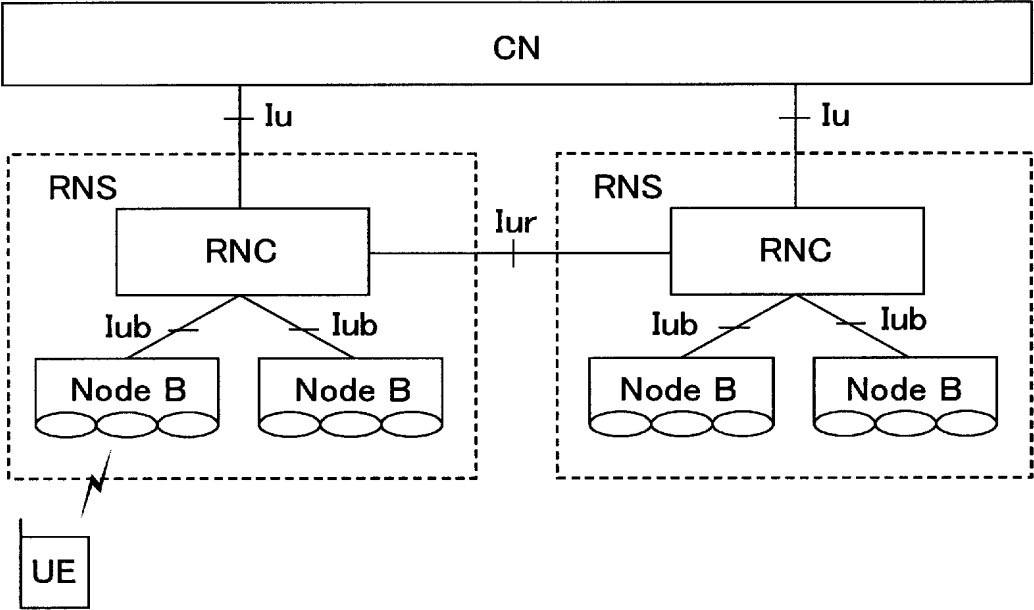 CN
Iu
Iu
RNS
RNS
RNC
Iur
RNC
Iub
Iub
Iub
Iub
Node B
Node B
Node B
Node B
UE